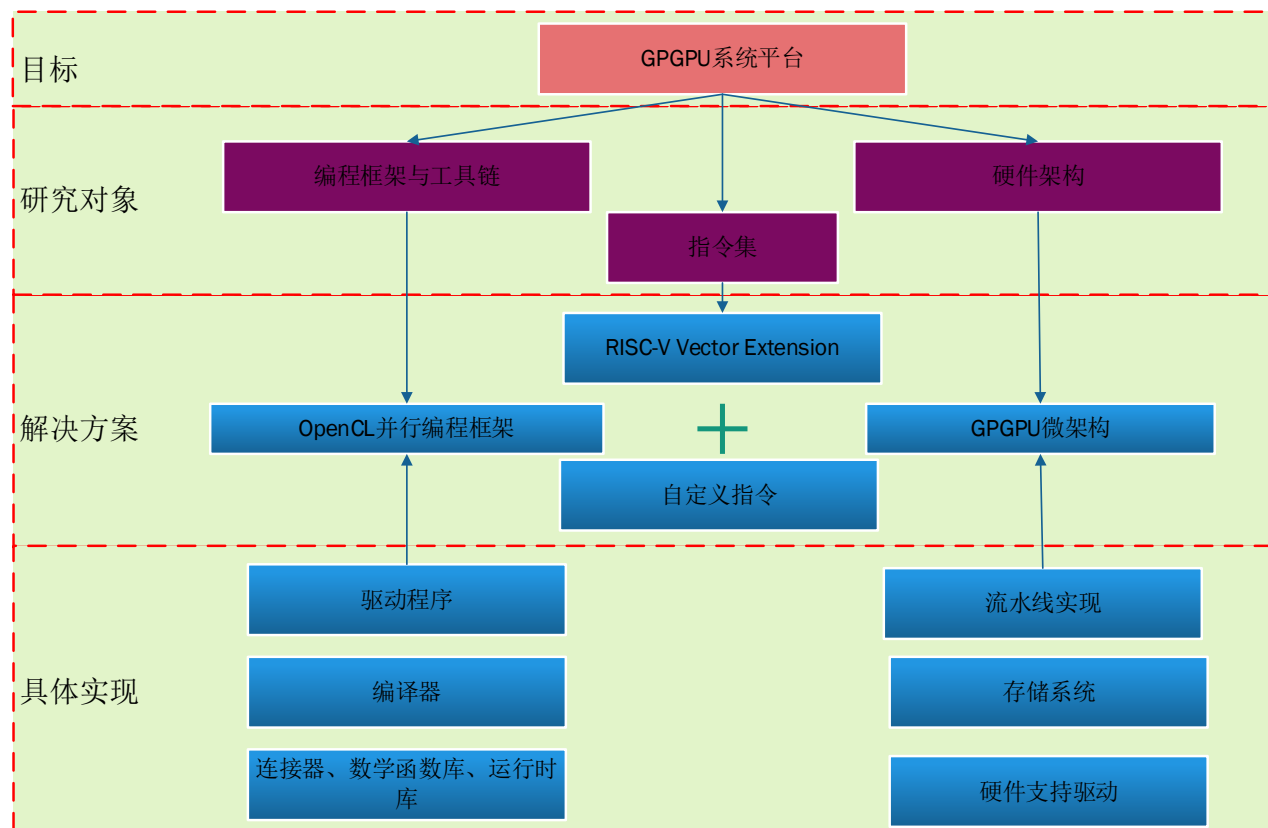 目标
GPGPU系统平台
研究对象
编程框架与工具链
硬件架构
指令集
解决方案
RISC-V Vector Extension
OpenCL并行编程框架
GPGPU微架构
自定义指令
具体实现
驱动程序
流水线实现
编译器
存储系统
连接器、数学函数库、运行时
库
硬件支持驱动